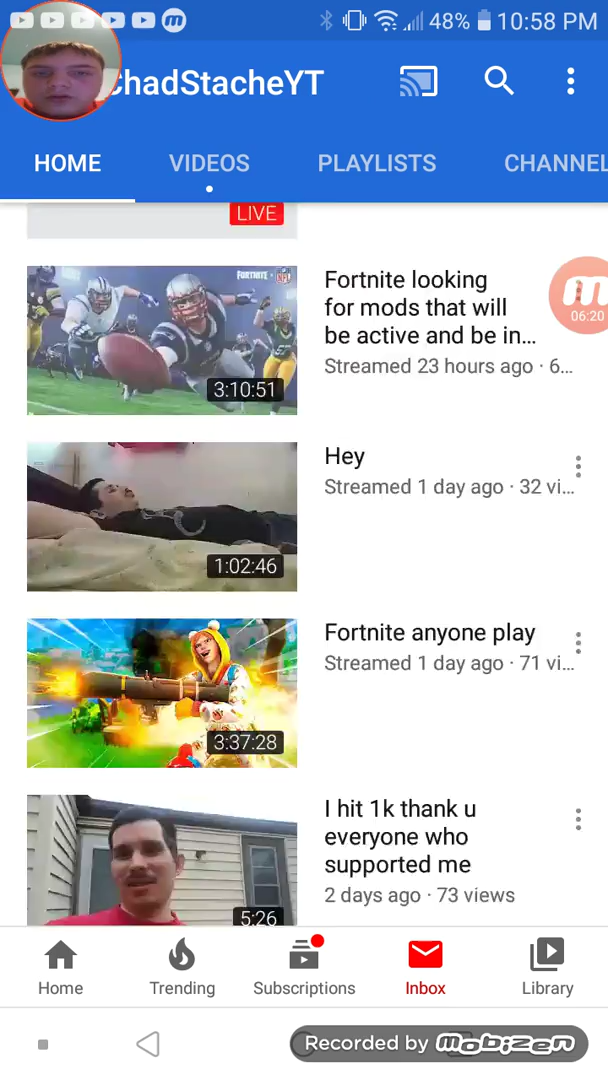 48% 10:58 PM
ChadStacheYT
HOME VIDEOS PLAYLISTS CHANNEL
LIVE
FORTNITE NFL
3:10:51
Fortnite looking
for mods that will
be active and be in...
Streamed 23 hours ago · 6...
06:20
1:02:46
Hey
Streamed 1 day ago · 32 vi...
3:37:28
Fortnite anyone play
Streamed 1 day ago · 71 vi...
5:26
I hit 1k thank u
everyone who
supported me
2 days ago · 73 views
Home Trending Subscriptions Inbox Library
Recorded by mobizen